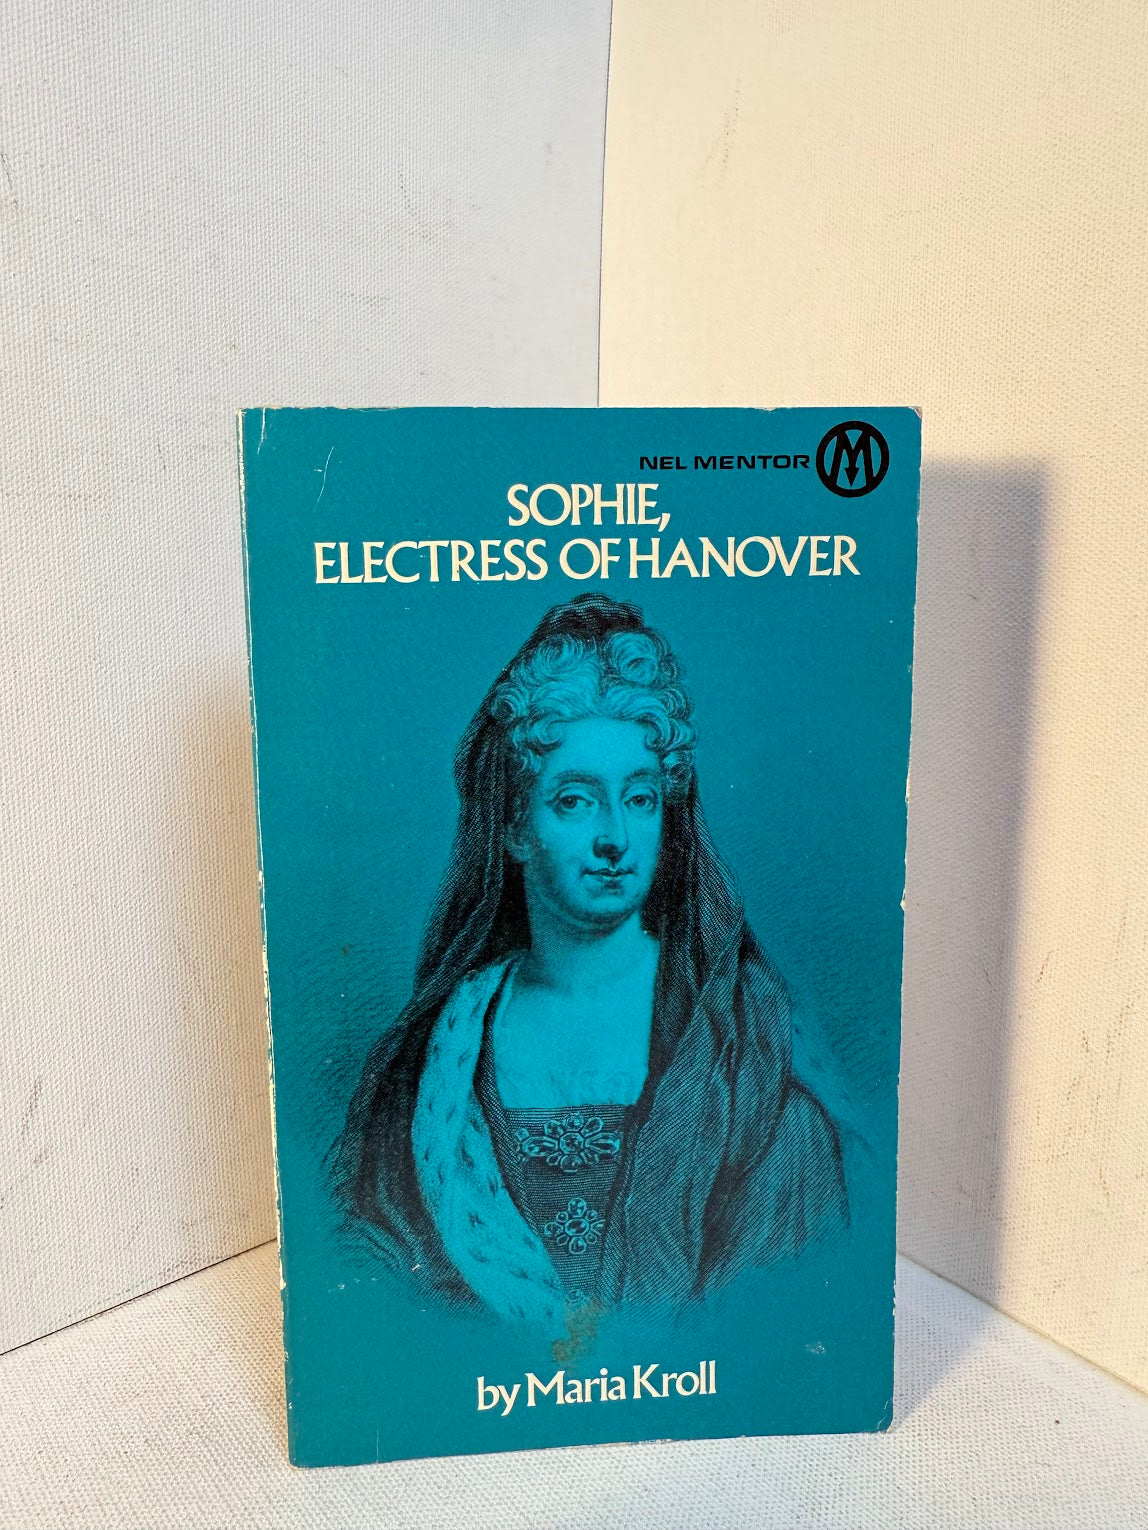 NEL MENTOR M
SOPHIE,
ELECTRESS OF HANOVER
by Maria Kroll